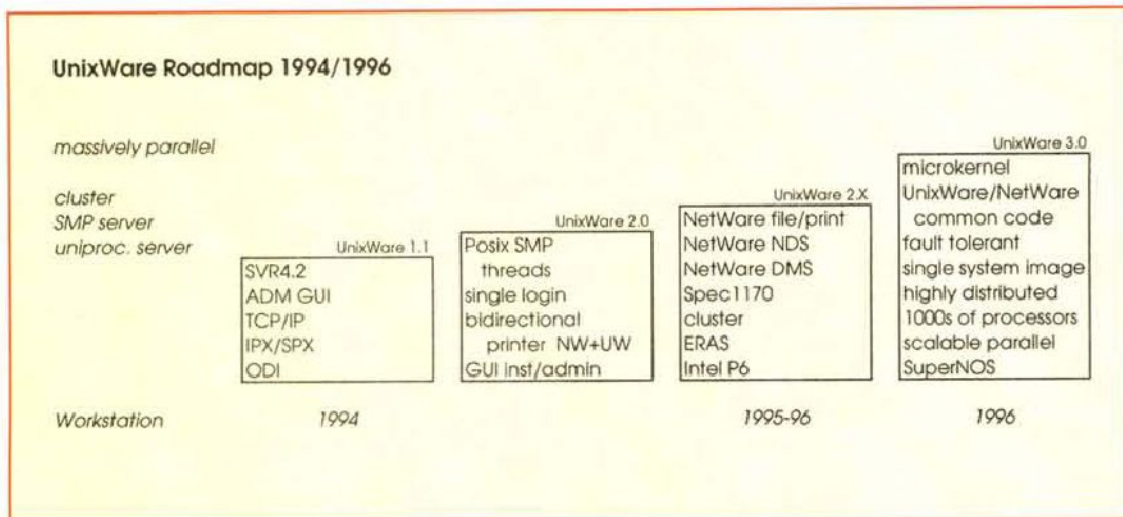 UnixWare Roadmap 1994/1996
massively parallel
cluster
SMP server
uniproc. server
UnixWare 1.1
SVR4.2
ADM GUI
TCP/IP
IPX/SPX
ODI
UnixWare 2.0
Posix SMP
threads
single login
bidirectional
printer NW+UW
GUI inst/admin
UnixWare 2.X
NetWare file/print
NetWare NDS
NetWare DMS
Spec1170
cluster
ERAS
Intel P6
UnixWare 3.0
microkernel
UnixWare/NetWare
common code
fault tolerant
single system image
highly distributed
1000s of processors
scalable parallel
SuperNOS
Workstation
1994
1995-96
1996